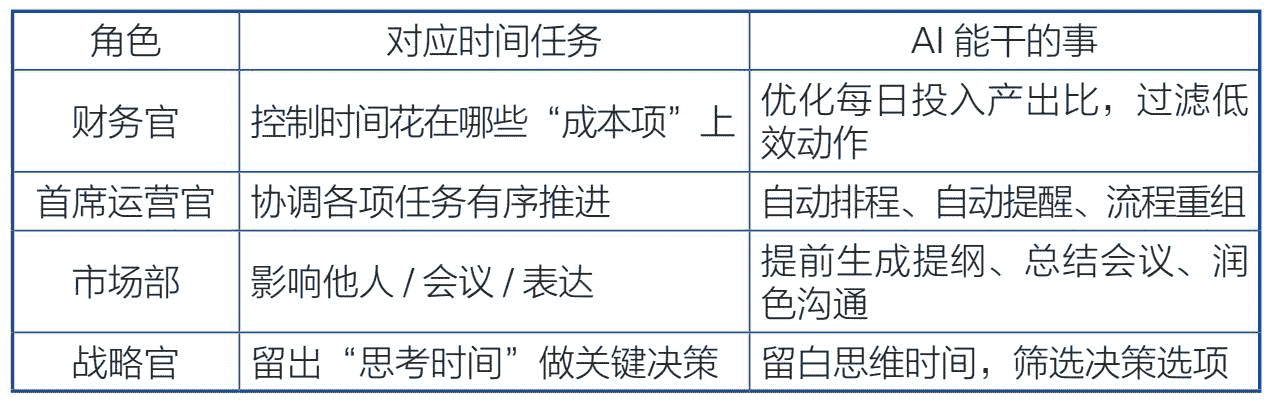 角色 对应时间任务 AI 能干的事
财务官 控制时间花在哪些“成本项”上 优化每日投入产出比，过滤低
效动作
首席运营官 协调各项任务有序推进 自动排程、自动提醒、流程重组
市场部 影响他人 / 会议 / 表达 提前生成提纲、总结会议、润
色沟通
战略官 留出“思考时间”做关键决策 留白思维时间，筛选决策选项